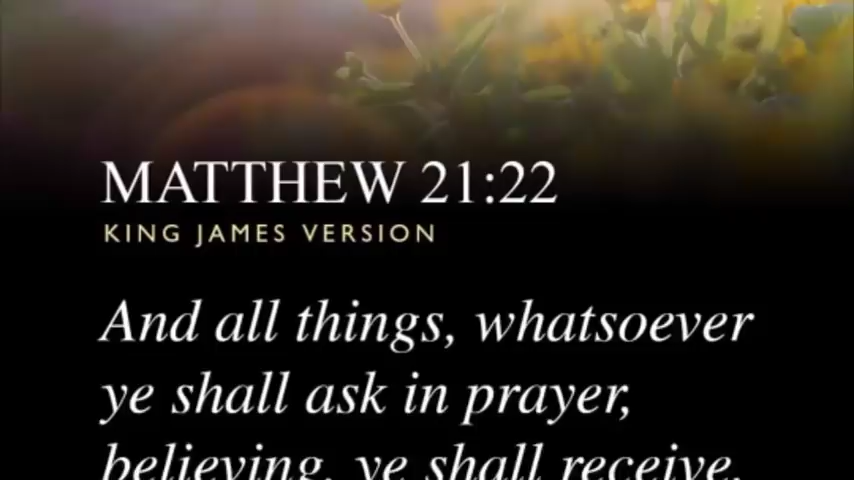 MATTHEW 21:22
KING JAMES VERSION
And all things, whatsoever
ye shall ask in prayer,
believing, ye shall receive.